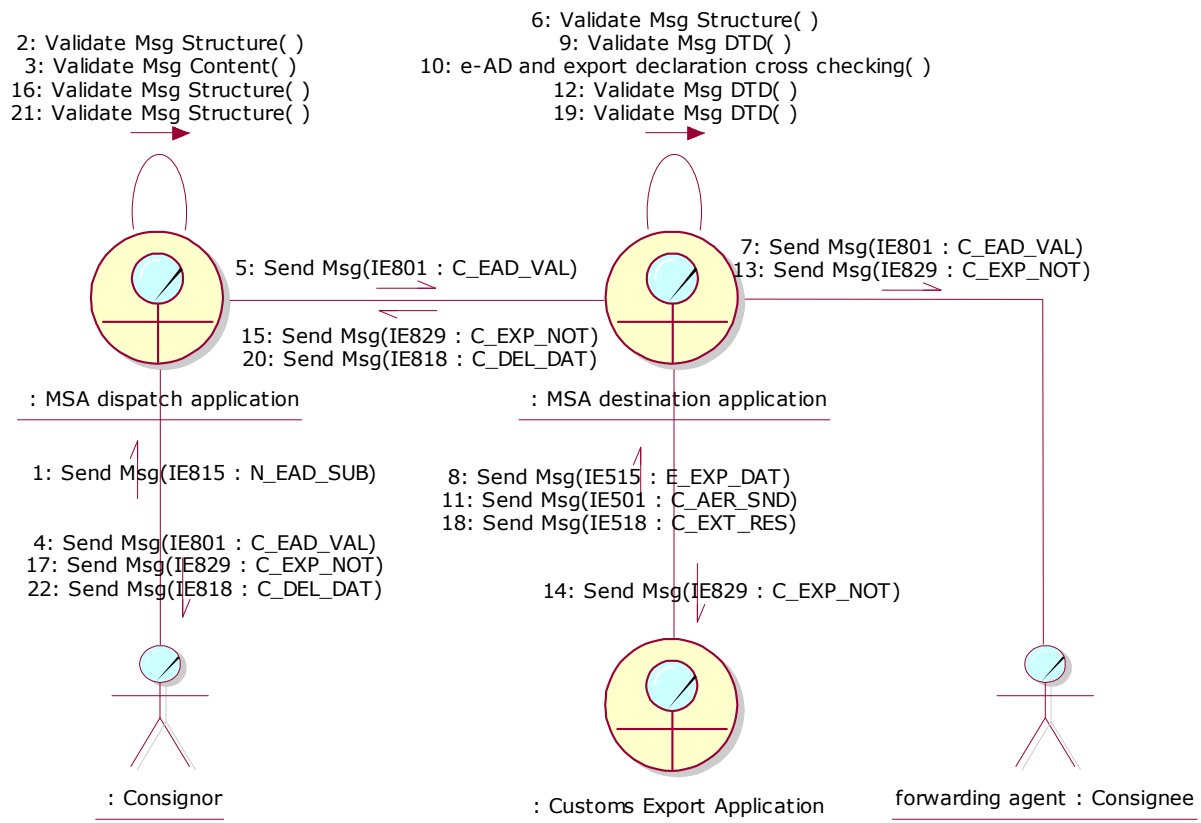 2: Validate Msg Structure( )
3: Validate Msg Content( )
16: Validate Msg Structure( )
21: Validate Msg Structure( )
6: Validate Msg Structure( )
9: Validate Msg DTD( )
10: e-AD and export declaration cross checking( )
12: Validate Msg DTD( )
19: Validate Msg DTD( )
5: Send Msg(IE801 : C_EAD_VAL)
7: Send Msg(IE801 : C_EAD_VAL)
13: Send Msg(IE829 : C_EXP_NOT)
15: Send Msg(IE829 : C_EXP_NOT)
20: Send Msg(IE818 : C_DEL_DAT)
: MSA dispatch application
: MSA destination application
1: Send Msg(IE815 : N_EAD_SUB)
8: Send Msg(IE515 : E_EXP_DAT)
11: Send Msg(IE501 : C_AER_SND)
18: Send Msg(IE518 : C_EXT_RES)
4: Send Msg(IE801 : C_EAD_VAL)
17: Send Msg(IE829 : C_EXP_NOT)
22: Send Msg(IE818 : C_DEL_DAT)
14: Send Msg(IE829 : C_EXP_NOT)
: Consignor
: Customs Export Application
forwarding agent : Consignee